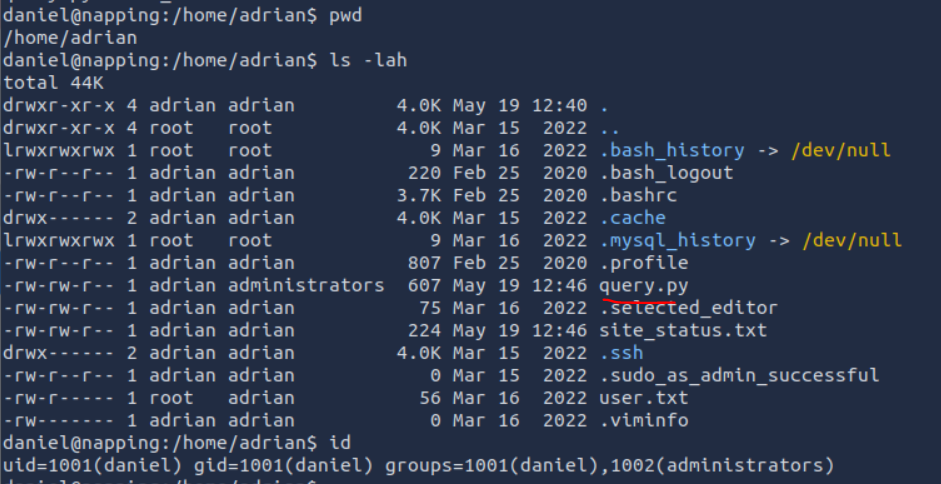 daniel@napping:/home/adrian$ pwd
/home/adrian
daniel@napping:/home/adrian$ ls -lah
total 44K
drwxr-xr-x 4 adrian adrian 4.0K May 19 12:40 .
drwxr-xr-x 4 root root 4.0K Mar 15 2022 ..
lrwxrwxrwx 1 root root 9 Mar 16 2022 .bash_history -> /dev/null
-rw-r--r-- 1 adrian adrian 220 Feb 25 2020 .bash_logout
-rw-r--r-- 1 adrian adrian 3.7K Feb 25 2020 .bashrc
drwx------ 2 adrian adrian 4.0K Mar 15 2022 .cache
lrwxrwxrwx 1 root root 9 Mar 16 2022 .mysql_history -> /dev/null
-rw-r--r-- 1 adrian adrian 807 Feb 25 2020 .profile
-rw-rw-r-- 1 adrian administrators 607 May 19 12:46 query.py
-rw-rw-r-- 1 adrian adrian 75 Mar 16 2022 .selected_editor
-rw-rw-r-- 1 adrian adrian 224 May 19 12:46 site_status.txt
drwx------ 2 adrian adrian 4.0K Mar 15 2022 .ssh
-rw-r--r-- 1 adrian adrian 0 Mar 15 2022 .sudo_as_admin_successful
-rw-r----- 1 root adrian 56 Mar 16 2022 user.txt
-rw------- 1 adrian adrian 0 Mar 16 2022 .viminfo
daniel@napping:/home/adrian$ id
uid=1001(daniel) gid=1001(daniel) groups=1001(daniel),1002(administrators)